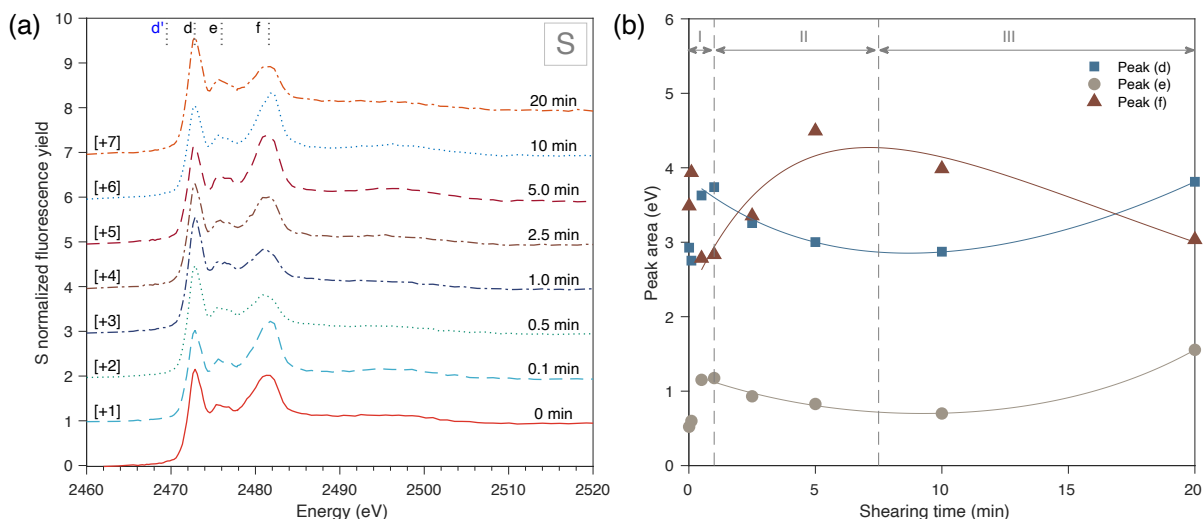 (a)
S normalized fluorescence yield
10
9
8
7
6
5
4
3
2
1
0
d' d e f
S
20 min
[+7]
10 min
[+6]
5.0 min
[+5]
2.5 min
[+4]
1.0 min
[+3]
0.5 min
[+2]
0.1 min
[+1]
0 min
2460 2470 2480 2490 2500 2510 2520
Energy (eV)
(b)
Peak area (eV)
6
5
4
3
2
1
0
I II III
Peak (d)
Peak (e)
Peak (f)
0 5 10 15 20
Shearing time (min)